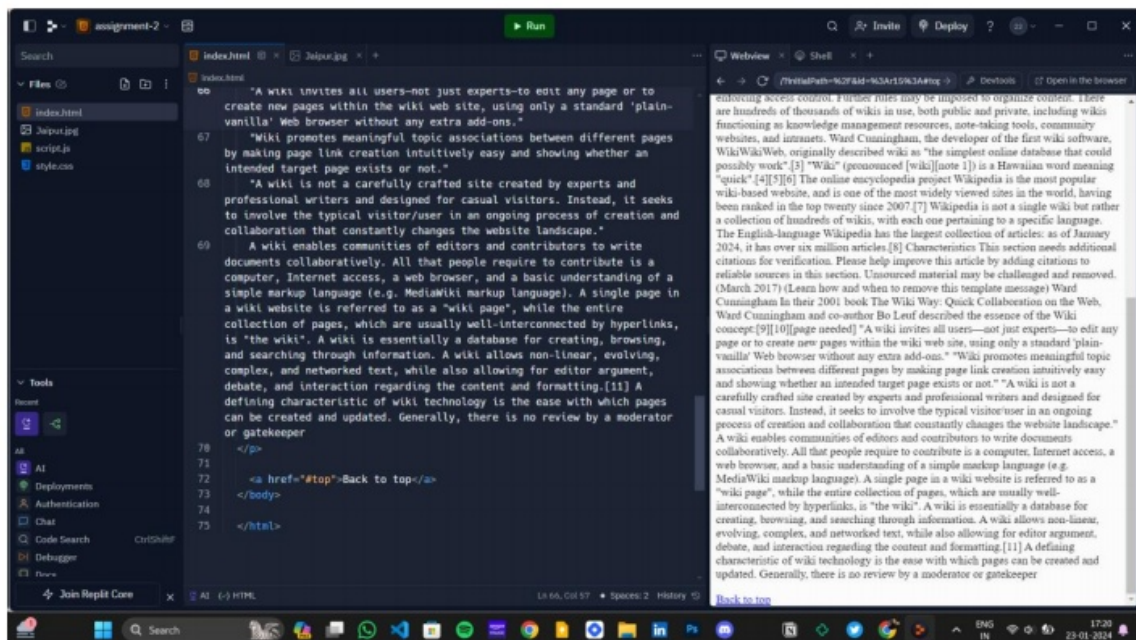 assignment-2
Run
Invite
Deploy
?
Search
Files
index.html
Jaipur.jpg
script.js
style.css
Tools
Recent
All
AI
Deployments
Authentication
Chat
Code Search CtrlShiftF
Debugger
Docs
Join Replit Core
index.html
Jaipur.jpg
index.html
66 "A wiki invites all users—not just experts—to edit any page or to
create new pages within the wiki web site, using only a standard 'plain-
vanilla' Web browser without any extra add-ons."
67 "Wiki promotes meaningful topic associations between different pages
by making page link creation intuitively easy and showing whether an
intended target page exists or not."
68 "A wiki is not a carefully crafted site created by experts and
professional writers and designed for casual visitors. Instead, it seeks
to involve the typical visitor/user in an ongoing process of creation and
collaboration that constantly changes the website landscape."
69 A wiki enables communities of editors and contributors to write
documents collaboratively. All that people require to contribute is a
computer, Internet access, a web browser, and a basic understanding of a
simple markup language (e.g. MediaWiki markup language). A single page in
a wiki website is referred to as a "wiki page", while the entire
collection of pages, which are usually well-interconnected by hyperlinks,
is "the wiki". A wiki is essentially a database for creating, browsing,
and searching through information. A wiki allows non-linear, evolving,
complex, and networked text, while also allowing for editor argument,
debate, and interaction regarding the content and formatting.[11] A
defining characteristic of wiki technology is the ease with which pages
can be created and updated. Generally, there is no review by a moderator
or gatekeeper
70 </p>
71
72 <a href="#top">Back to top</a>
73 </body>
74
75 </html>
AI {-} HTML
Ln 66, Col 57 Spaces: 2 History
Webview
Shell
Devtools
Open in the browser
enforcing access control. Further rules may be imposed to organize content. There
are hundreds of thousands of wikis in use, both public and private, including wikis
functioning as knowledge management resources, note-taking tools, community
websites, and intranets. Ward Cunningham, the developer of the first wiki software,
WikiWikiWeb, originally described wiki as "the simplest online database that could
possibly work".[3] "Wiki" (pronounced [wiki][note 1]) is a Hawaiian word meaning
"quick".[4][5][6] The online encyclopedia project Wikipedia is the most popular
wiki-based website, and is one of the most widely viewed sites in the world, having
been ranked in the top twenty since 2007.[7] Wikipedia is not a single wiki but rather
a collection of hundreds of wikis, with each one pertaining to a specific language.
The English-language Wikipedia has the largest collection of articles: as of January
2024, it has over six million articles.[8] Characteristics This section needs additional
citations for verification. Please help improve this article by adding citations to
reliable sources in this section. Unsourced material may be challenged and removed.
(March 2017) (Learn how and when to remove this template message) Ward
Cunningham In their 2001 book The Wiki Way: Quick Collaboration on the Web,
Ward Cunningham and co-author Bo Leuf described the essence of the Wiki
concept:[9][10][page needed] "A wiki invites all users—not just experts—to edit any
page or to create new pages within the wiki web site, using only a standard 'plain-
vanilla' Web browser without any extra add-ons." "Wiki promotes meaningful topic
associations between different pages by making page link creation intuitively easy
and showing whether an intended target page exists or not." "A wiki is not a
carefully crafted site created by experts and professional writers and designed for
casual visitors. Instead, it seeks to involve the typical visitor/user in an ongoing
process of creation and collaboration that constantly changes the website landscape."
A wiki enables communities of editors and contributors to write documents
collaboratively. All that people require to contribute is a computer, Internet access, a
web browser, and a basic understanding of a simple markup language (e.g.
MediaWiki markup language). A single page in a wiki website is referred to as a
"wiki page", while the entire collection of pages, which are usually well-
interconnected by hyperlinks, is "the wiki". A wiki is essentially a database for
creating, browsing, and searching through information. A wiki allows non-linear,
evolving, complex, and networked text, while also allowing for editor argument,
debate, and interaction regarding the content and formatting.[11] A defining
characteristic of wiki technology is the ease with which pages can be created and
updated. Generally, there is no review by a moderator or gatekeeper
Back to top
Search
ENG
IN
17:20
23-01-2024